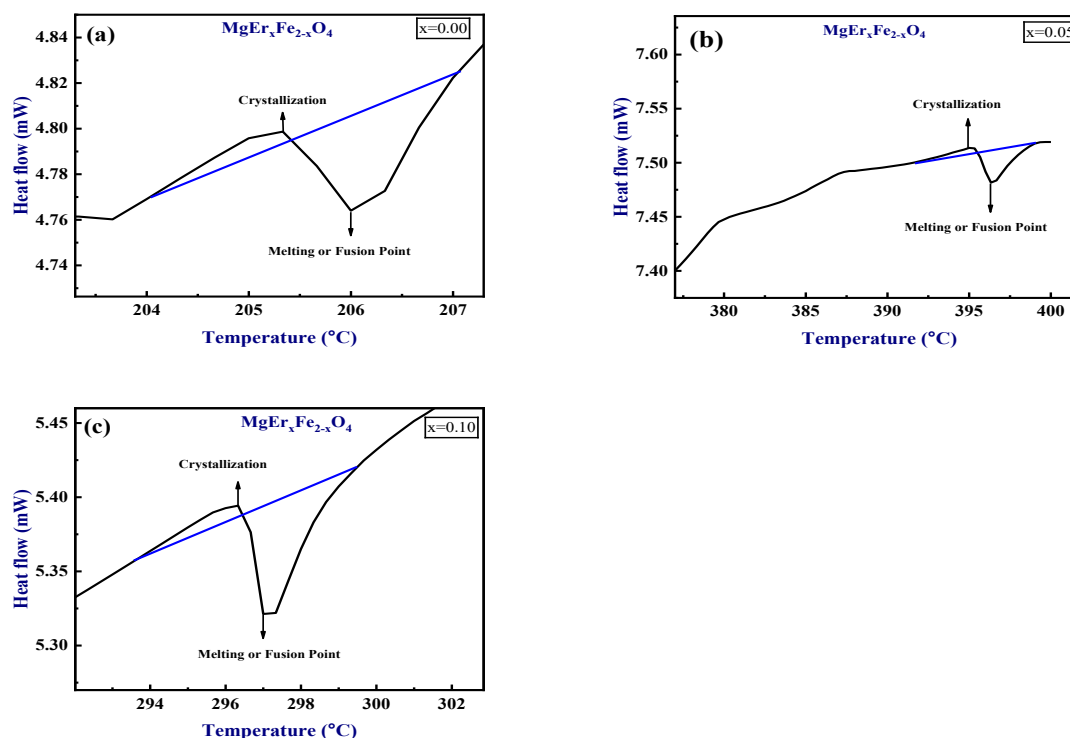 (a)
MgErₓFe₂₋ₓO₄
x=0.00
4.84
4.82
4.80
4.78
4.76
4.74
Heat flow (mW)
Crystallization
Melting or Fusion Point
204 205 206 207
Temperature (°C)
(b)
MgErₓFe₂₋ₓO₄
x=0.05
7.60
7.55
7.50
7.45
7.40
Heat flow (mW)
Crystallization
Melting or Fusion Point
380 385 390 395 400
Temperature (°C)
(c)
MgErₓFe₂₋ₓO₄
x=0.10
5.45
5.40
5.35
5.30
Heat flow (mW)
Crystallization
Melting or Fusion Point
294 296 298 300 302
Temperature (°C)